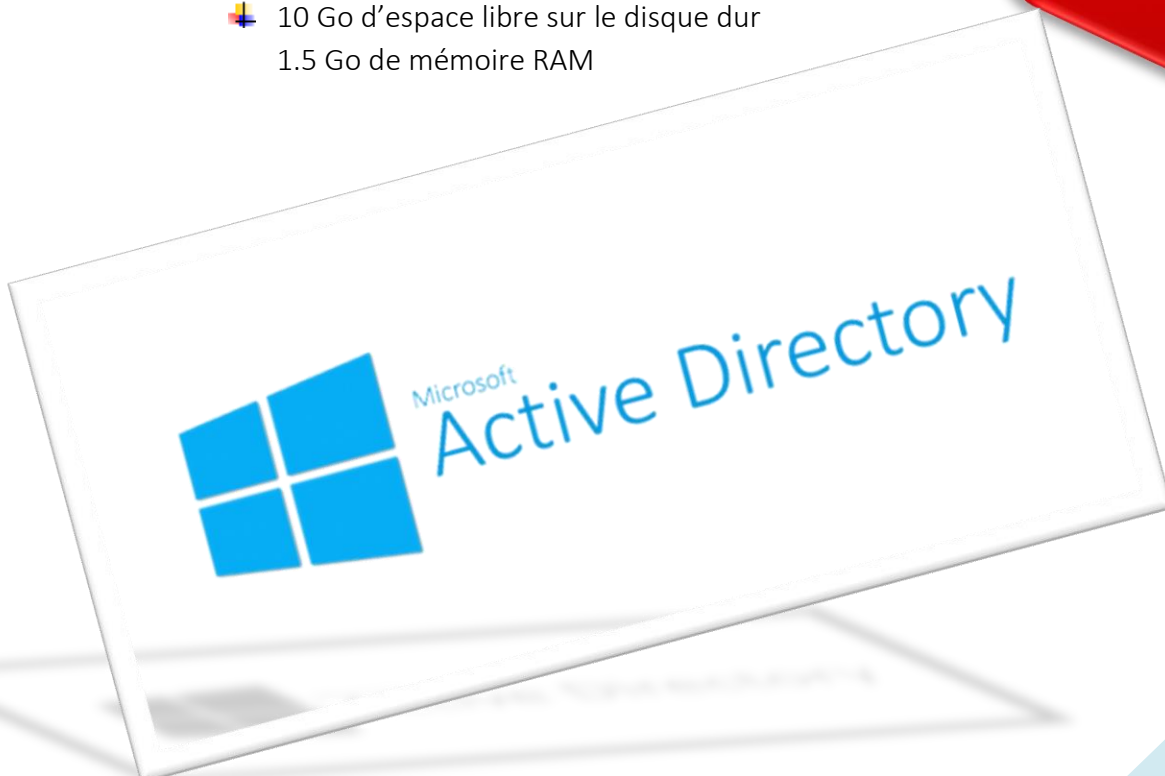 10 Go d’espace libre sur le disque dur
1.5 Go de mémoire RAM
Microsoft
Active Directory